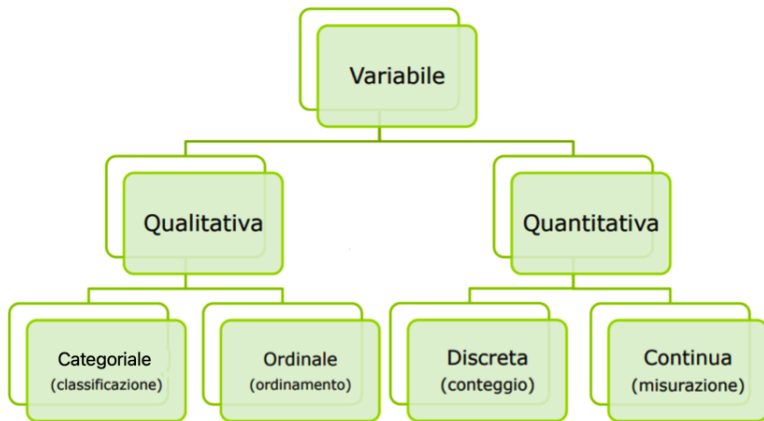 Variabile
Qualitativa
Quantitativa
Categoriale
(classificazione)
Ordinale
(ordinamento)
Discreta
(conteggio)
Continua
(misurazione)